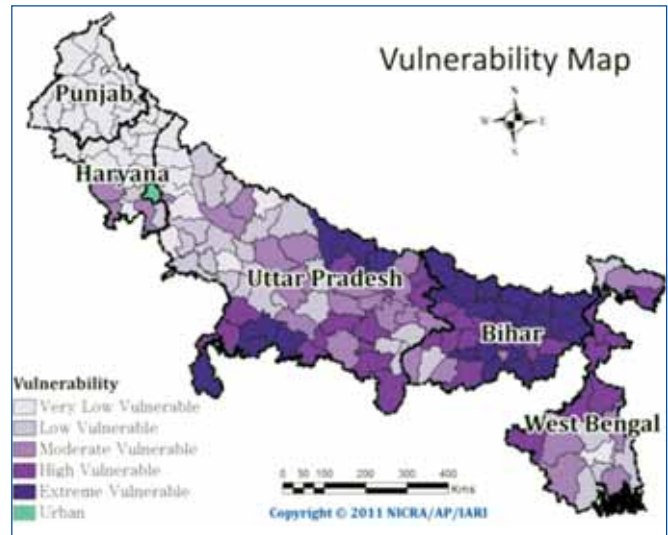 Vulnerability Map
N
W E
S
Punjab
Haryana
Uttar Pradesh
Bihar
West Bengal
Vulnerability
Very Low Vulnerable
Low Vulnerable
Moderate Vulnerable
High Vulnerable
Extreme Vulnerable
Urban
0 50 100 200 300 400
Kms
Copyright © 2011 NICRA/AP/IARI